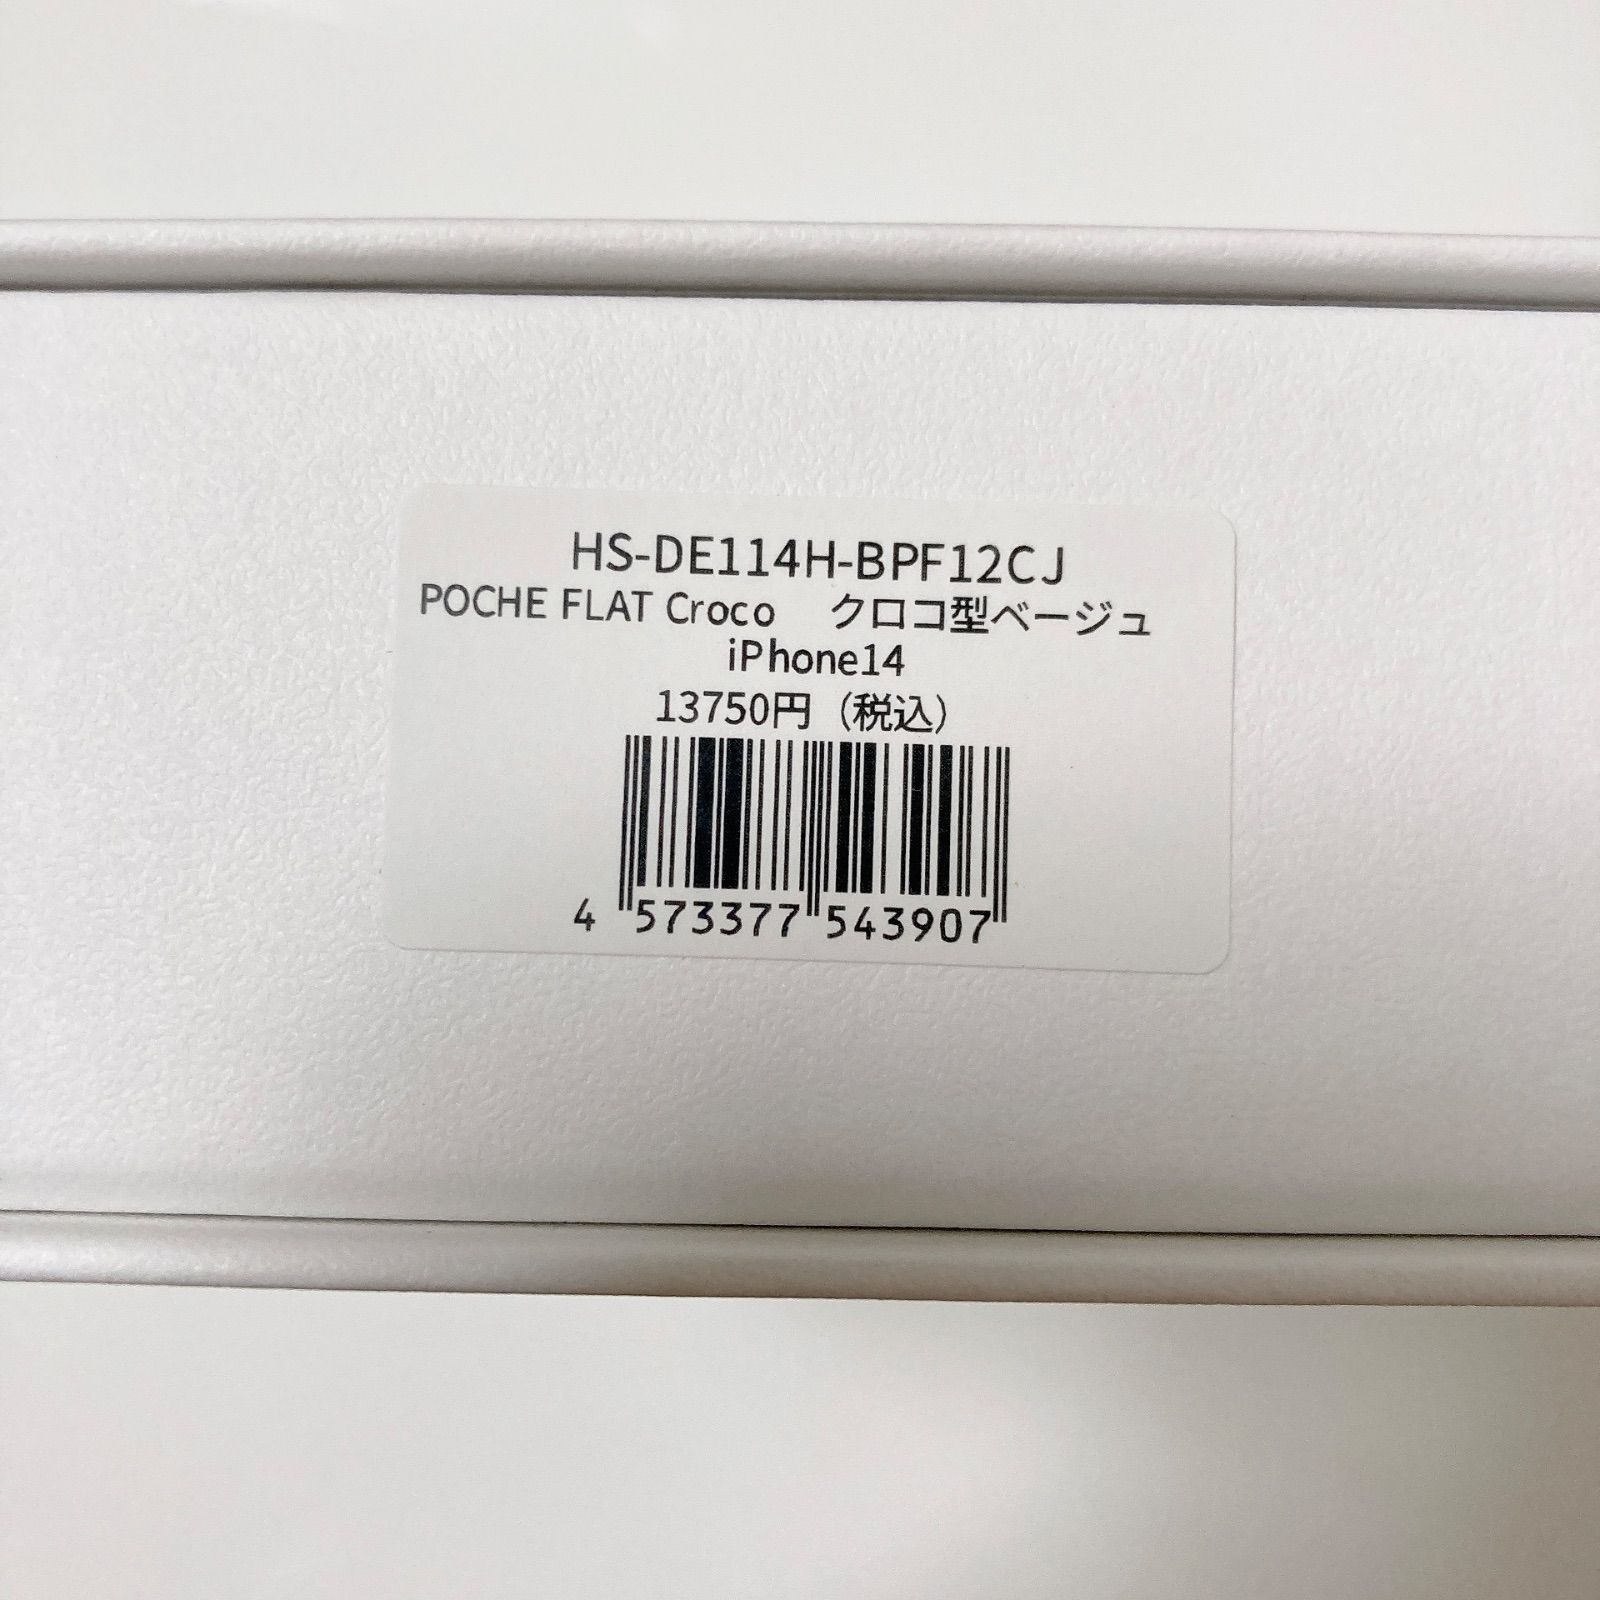 HS-DE114H-BPF12CJ
POCHE FLAT Croco　クロコ型ベージュ
iPhone14
13750円（税込）
4 573377 543907